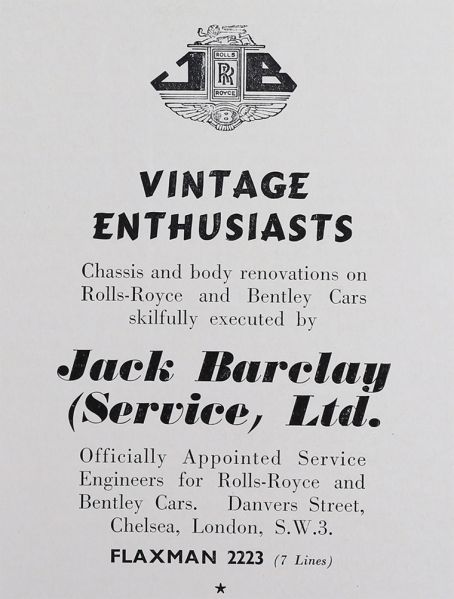 J B
ROLLS
RR
ROYCE
B
VINTAGE
ENTHUSIASTS
Chassis and body renovations on
Rolls-Royce and Bentley Cars
skilfully executed by
Jack Barclay
(Service, Ltd.
Officially Appointed Service
Engineers for Rolls-Royce and
Bentley Cars. Danvers Street,
Chelsea, London, S.W.3.
FLAXMAN 2223 (7 Lines)